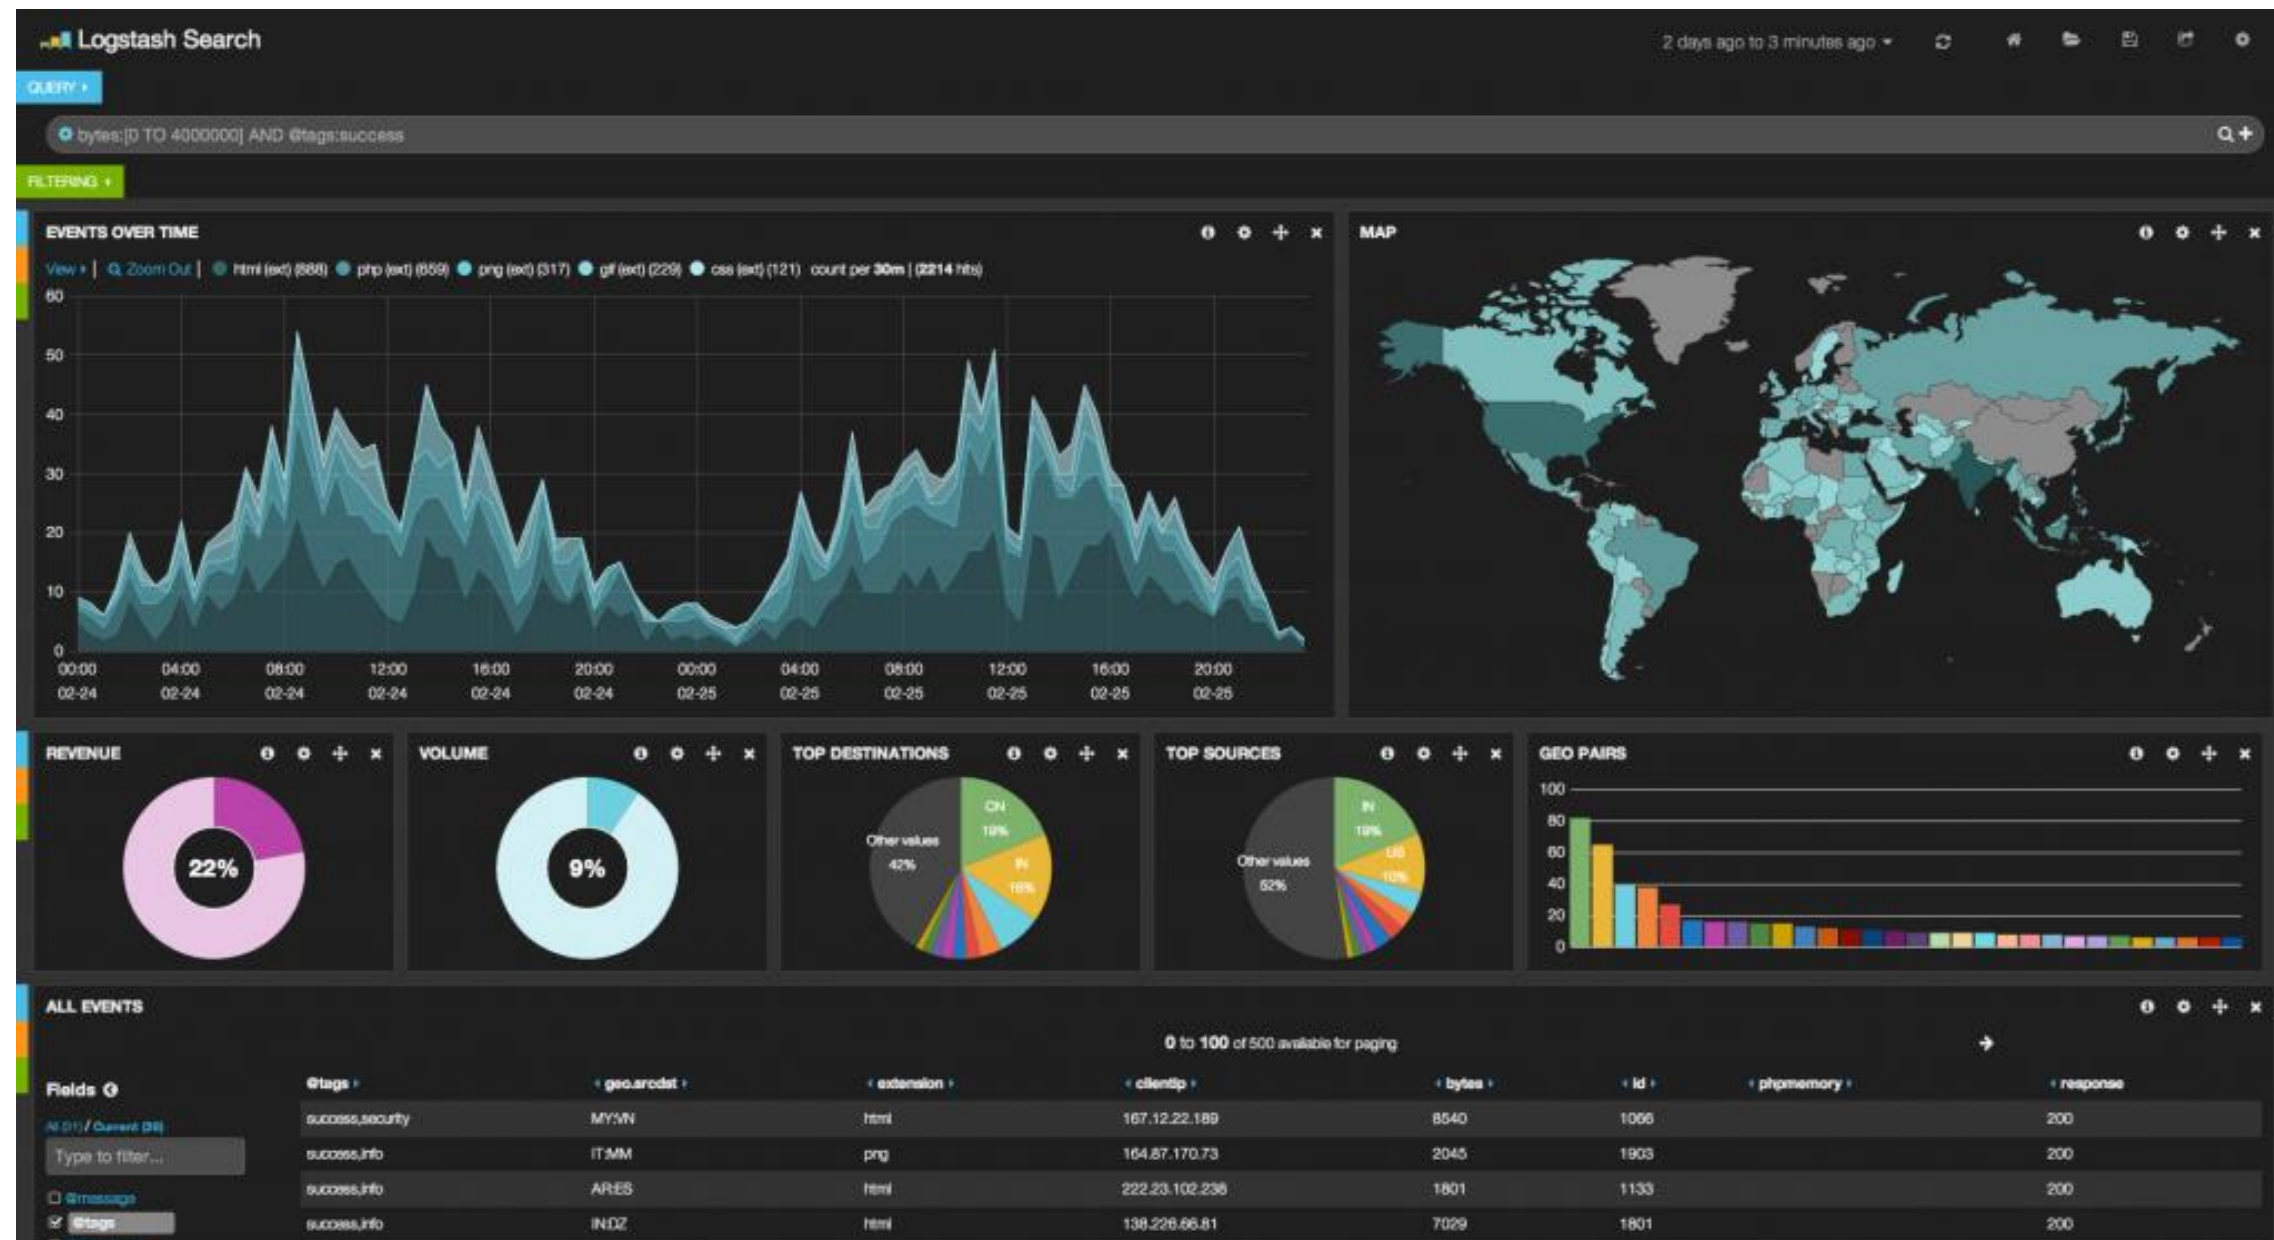 Logstash Search
2 days ago to 3 minutes ago
QUERY
bytes:[0 TO 4000000] AND @tags:success
FILTERING
EVENTS OVER TIME
View | Zoom Out | html (ext) (888) php (ext) (659) png (ext) (317) gif (ext) (229) css (ext) (121) count per 30m | (2214 hits)
60
50
40
30
20
10
0
00:00 04:00 08:00 12:00 16:00 20:00 00:00 04:00 08:00 12:00 16:00 20:00
02-24 02-24 02-24 02-24 02-24 02-24 02-25 02-25 02-25 02-25 02-25 02-25
MAP
REVENUE
22%
VOLUME
9%
TOP DESTINATIONS
CN
19%
Other values
42%
IN
16%
TOP SOURCES
IN
19%
US
10%
Other values
52%
GEO PAIRS
100
80
60
40
20
0
ALL EVENTS
0 to 100 of 500 available for paging
Fields
All / Current
Type to filter...
@message
@tags
@tags geo.srcdst extension clientip bytes id phpmemory response
success,security MY:VN html 167.12.22.189 8540 1066 200
success,info IT:MM png 164.87.170.73 2045 1903 200
success,info AR:ES html 222.23.102.238 1801 1133 200
success,info IN:DZ html 138.226.66.81 7029 1801 200